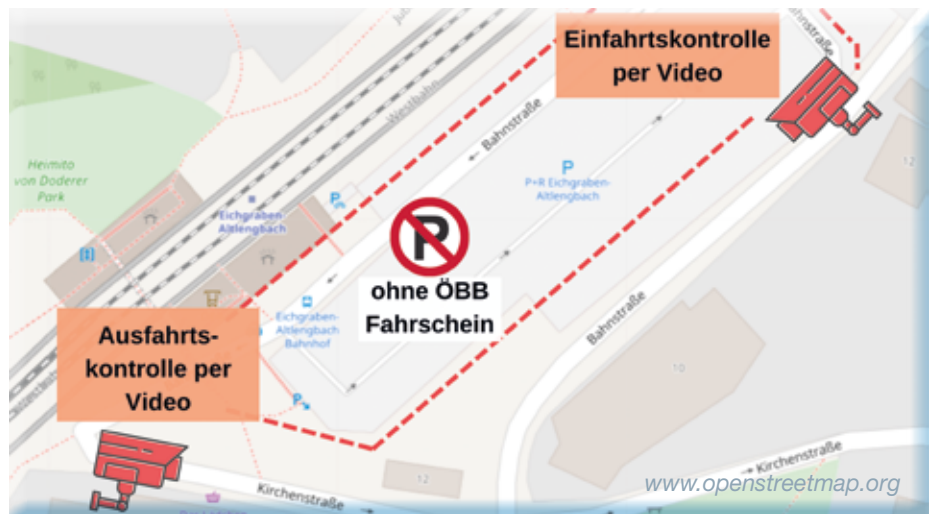 Einfahrtskontrolle
per Video
Bahnstraße
Westbahn
Bahnstraße
Heimito
von Doderer
Park
P
P+R Eichgraben-
Altlengbach
12
Eichgraben-
Altlengbach
P
P
ohne ÖBB
Fahrschein
Eichgraben-
Altlengbach
Bahnhof
Bahnstraße
Ausfahrts-
kontrolle per
Video
10
P
12
Kirchenstraße
Kirchenstraße
www.openstreetmap.org